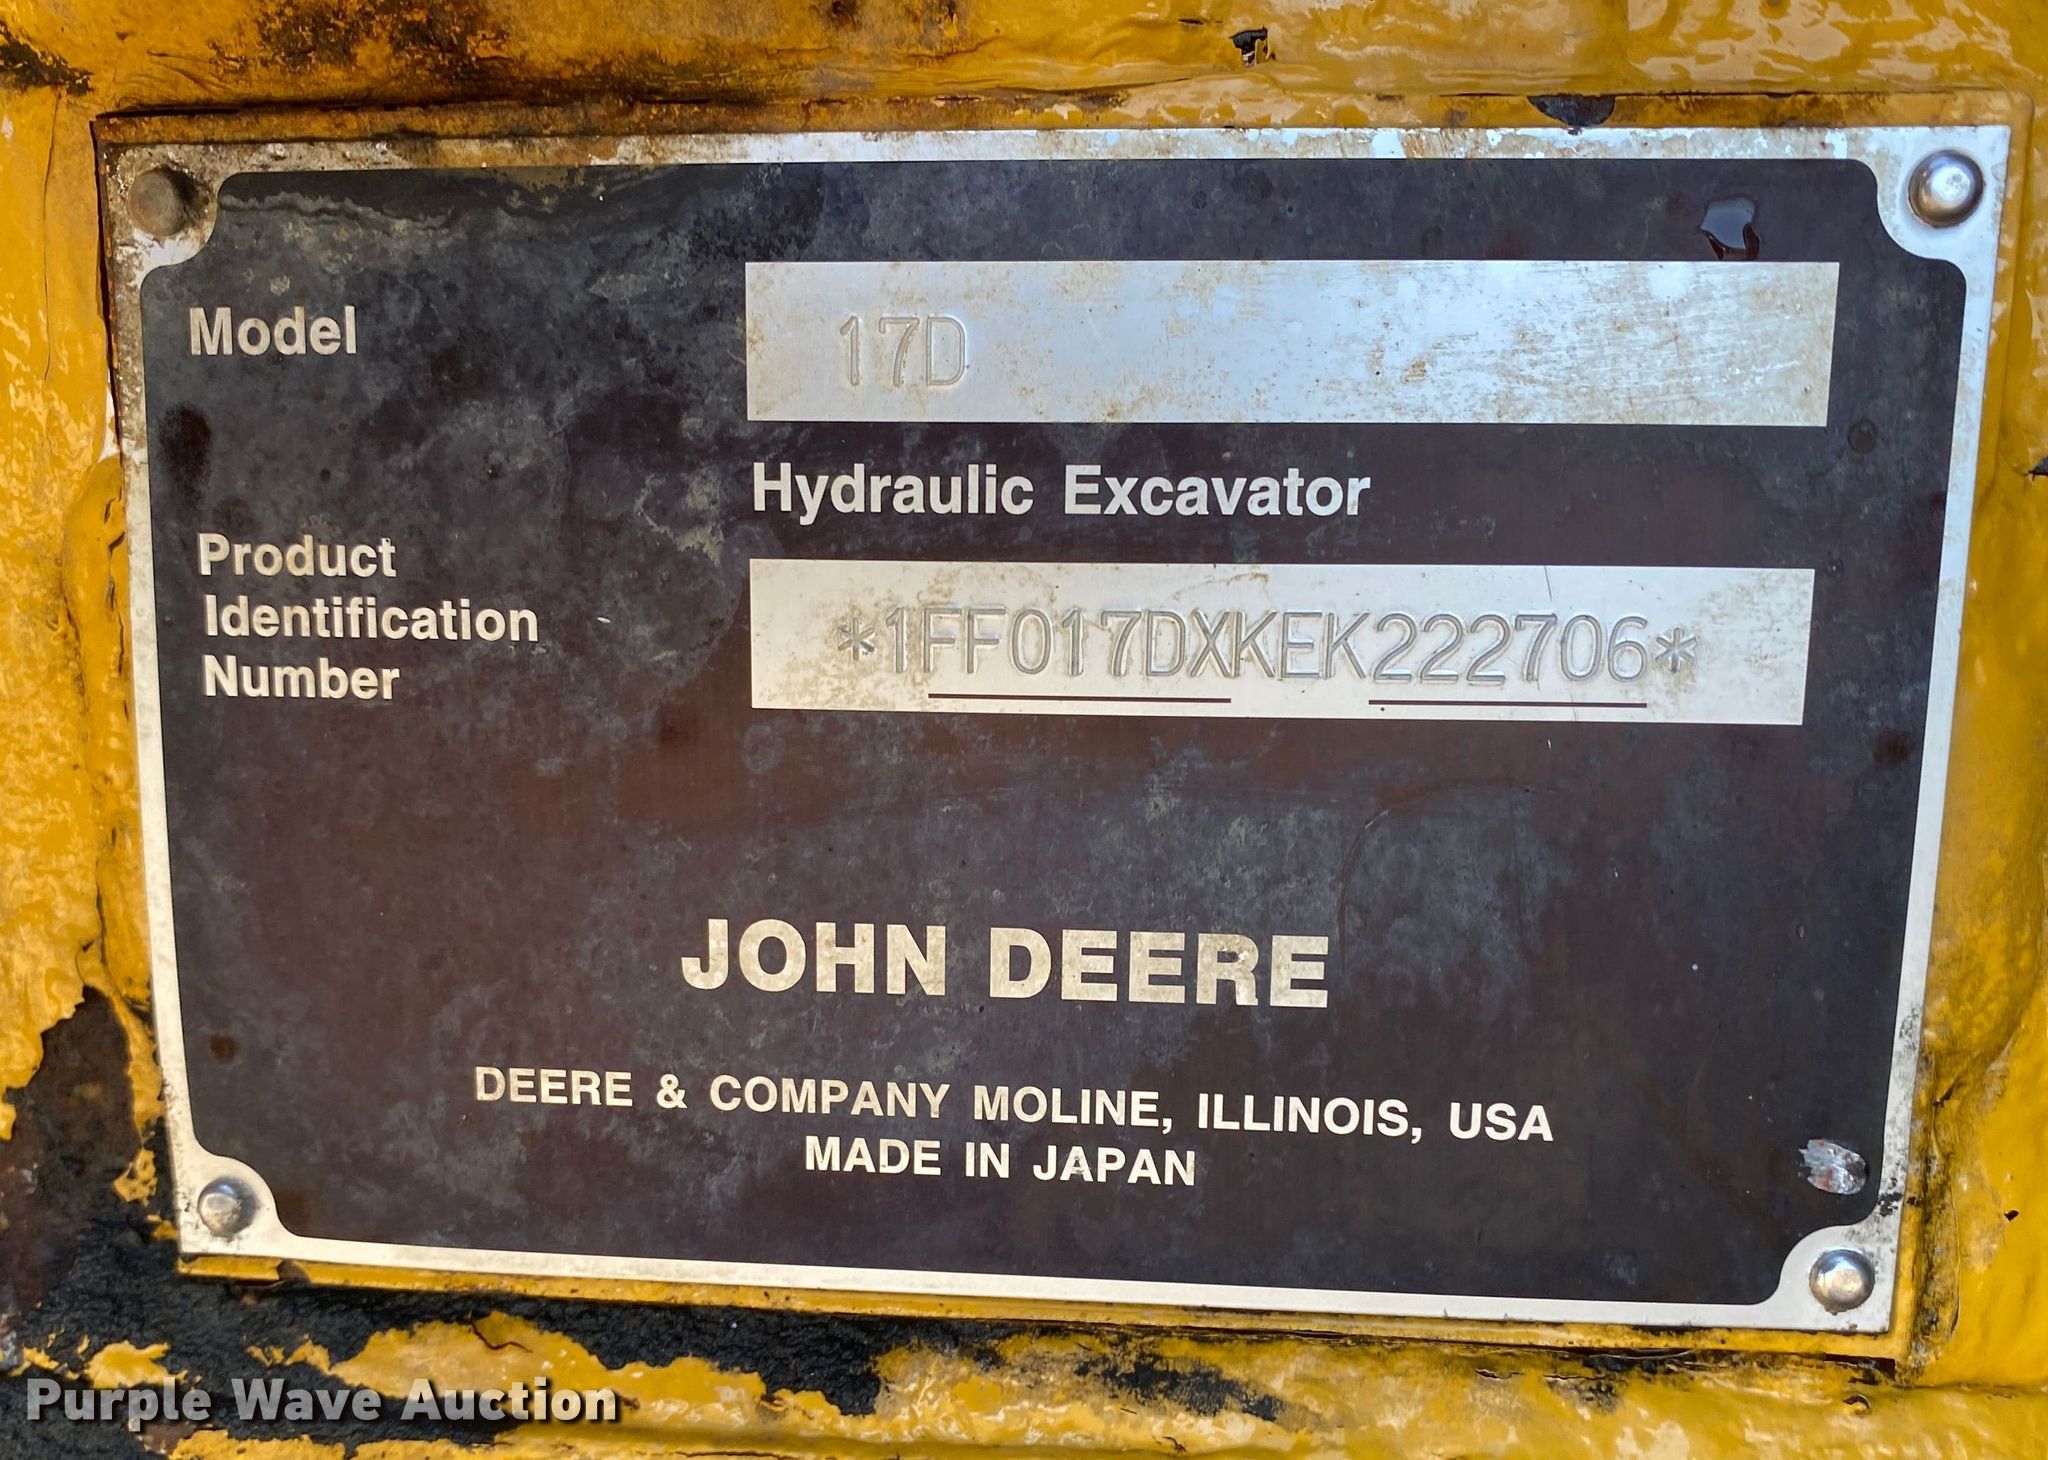 Model
17D
Hydraulic Excavator
Product
Identification
Number
*1FF017DXKEK222706*
JOHN DEERE
DEERE & COMPANY MOLINE, ILLINOIS, USA
MADE IN JAPAN
Purple Wave Auction